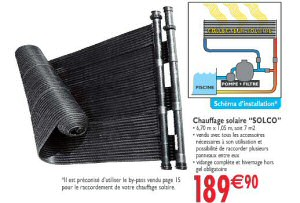 PISCINE
POMPE + FILTRE
Schéma d'installation*
Chauffage solaire "SOLCO"
• 6,70 m x 1,05 m, soit 7 m2
• vendu avec tous les accessoires
nécessaires à son utilisation et
possibilité de raccorder plusieurs
panneaux entre eux
• vidange complète et hivernage hors
gel obligatoire
*Il est préconisé d'utiliser le by-pass vendu page 15
pour le raccordement de votre chauffage solaire.
189€90